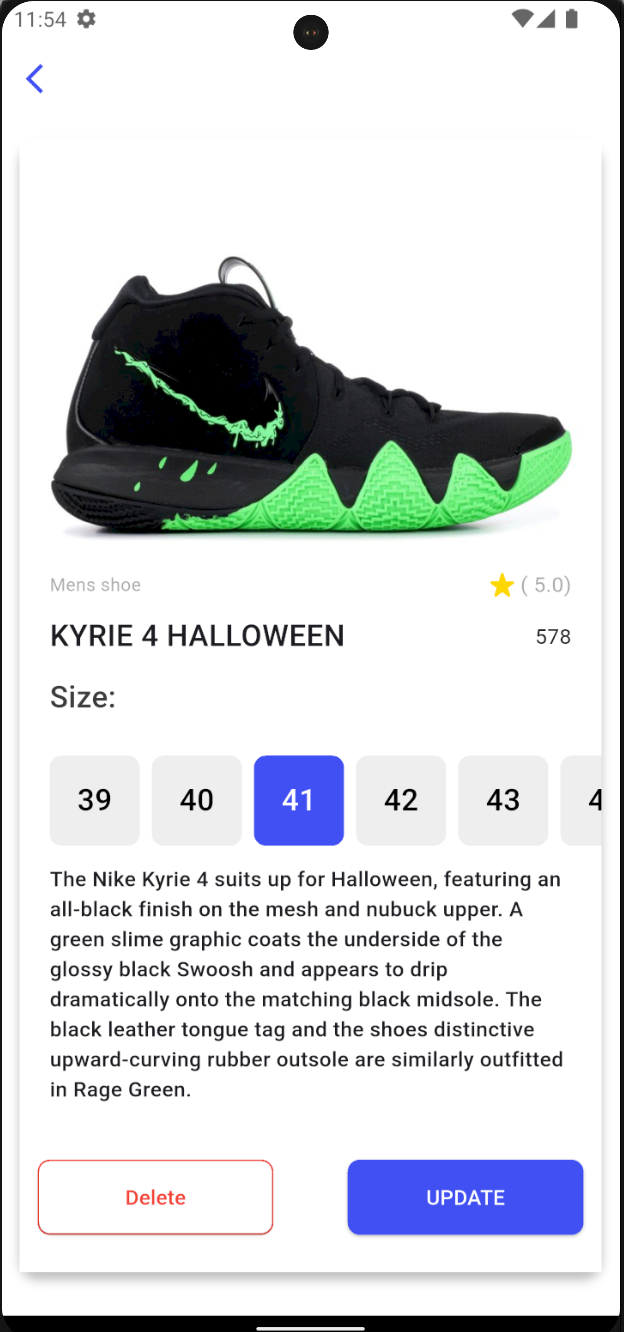 11:54
Mens shoe
( 5.0)
KYRIE 4 HALLOWEEN
578
Size:
39 40 41 42 43 4
The Nike Kyrie 4 suits up for Halloween, featuring an
all-black finish on the mesh and nubuck upper. A
green slime graphic coats the underside of the
glossy black Swoosh and appears to drip
dramatically onto the matching black midsole. The
black leather tongue tag and the shoes distinctive
upward-curving rubber outsole are similarly outfitted
in Rage Green.
Delete
UPDATE